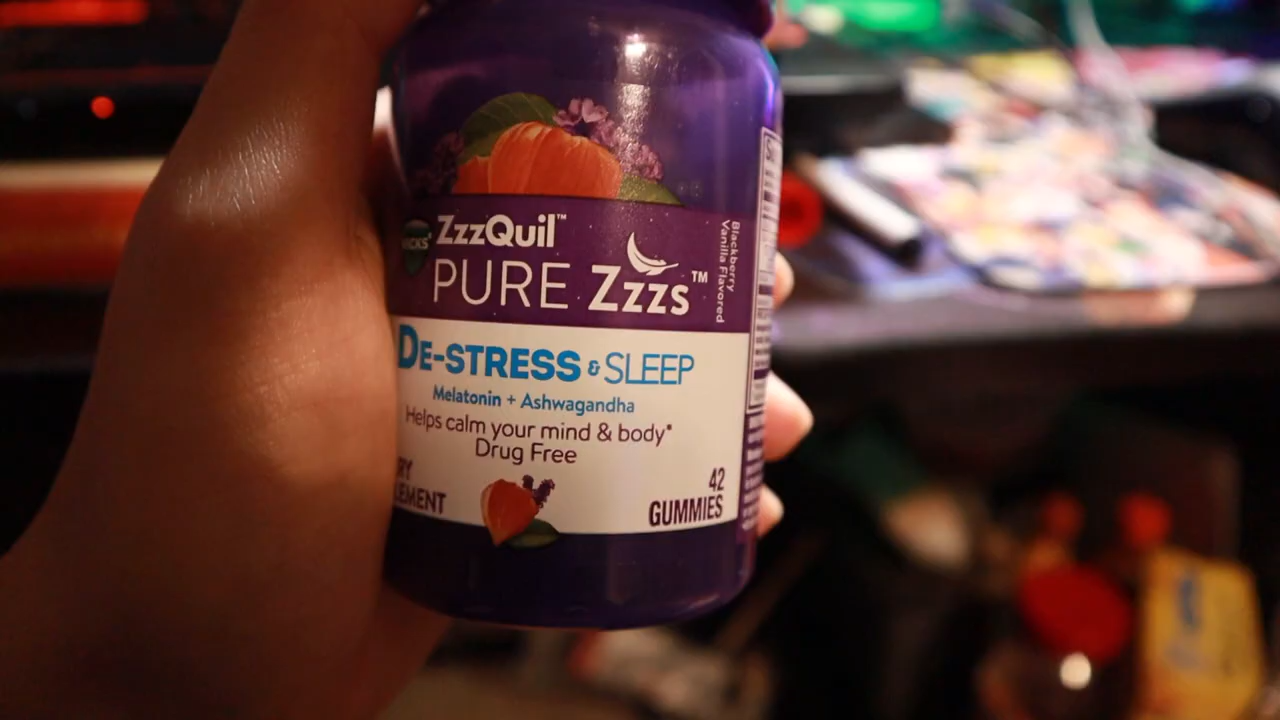 VICKS
ZzzQuil™
PURE Zzzs™
Blackberry
Vanilla Flavored
DE-STRESS & SLEEP
Melatonin + Ashwagandha
Helps calm your mind & body*
Drug Free
42
GUMMIES